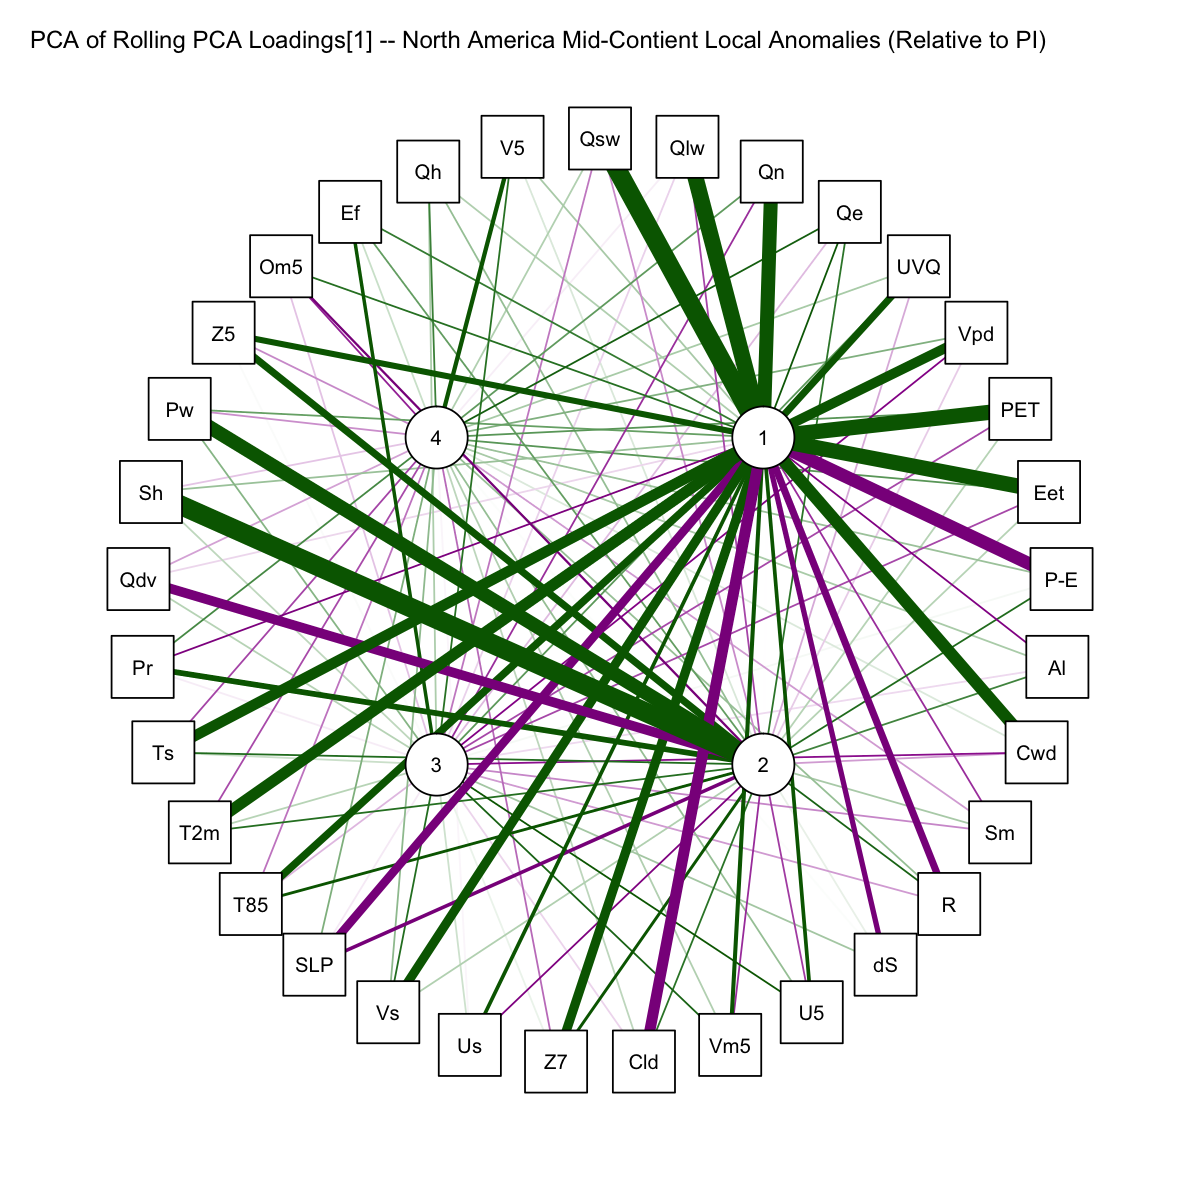 PCA of Rolling PCA Loadings[1] -- North America Mid-Contient Local Anomalies (Relative to PI)
Qsw
Qlw
V5
Qn
Qh
Qe
Ef
UVQ
Om5
Vpd
Z5
PET
Pw
4
1
Eet
Sh
P-E
Qdv
Al
Pr
Cwd
Ts
3
2
Sm
T2m
R
T85
dS
SLP
U5
Vs
Vm5
Us
Cld
Z7